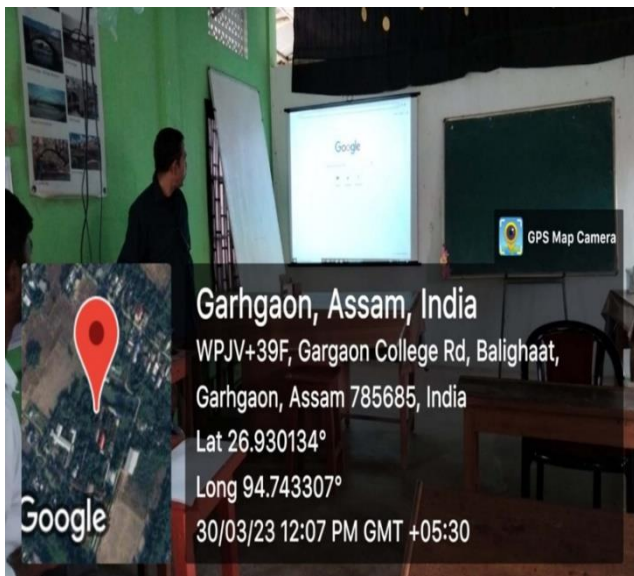 Google
GPS Map Camera
Garhgaon, Assam, India
WPJV+39F, Gargaon College Rd, Balighaat,
Garhgaon, Assam 785685, India
Lat 26.930134°
Long 94.743307°
30/03/23 12:07 PM GMT +05:30
Google